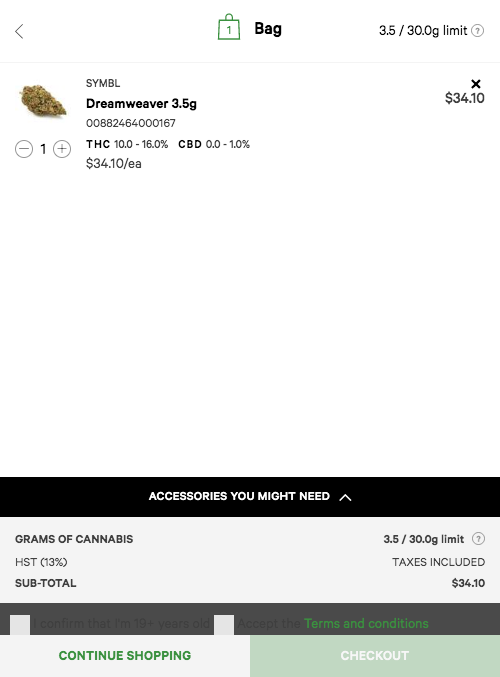 1 Bag 3.5 / 30.0g limit ?
SYMBL
Dreamweaver 3.5g
$34.10
00882464000167
1 THC 10.0 - 16.0% CBD 0.0 - 1.0%
$34.10/ea
ACCESSORIES YOU MIGHT NEED
GRAMS OF CANNABIS 3.5 / 30.0g limit ?
HST (13%) TAXES INCLUDED
SUB-TOTAL $34.10
I confirm that I'm 19+ years old Accept the Terms and conditions
CONTINUE SHOPPING CHECKOUT